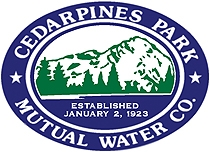 CEDARPINES PARK
ESTABLISHED
JANUARY 2, 1923
MUTUAL WATER CO.